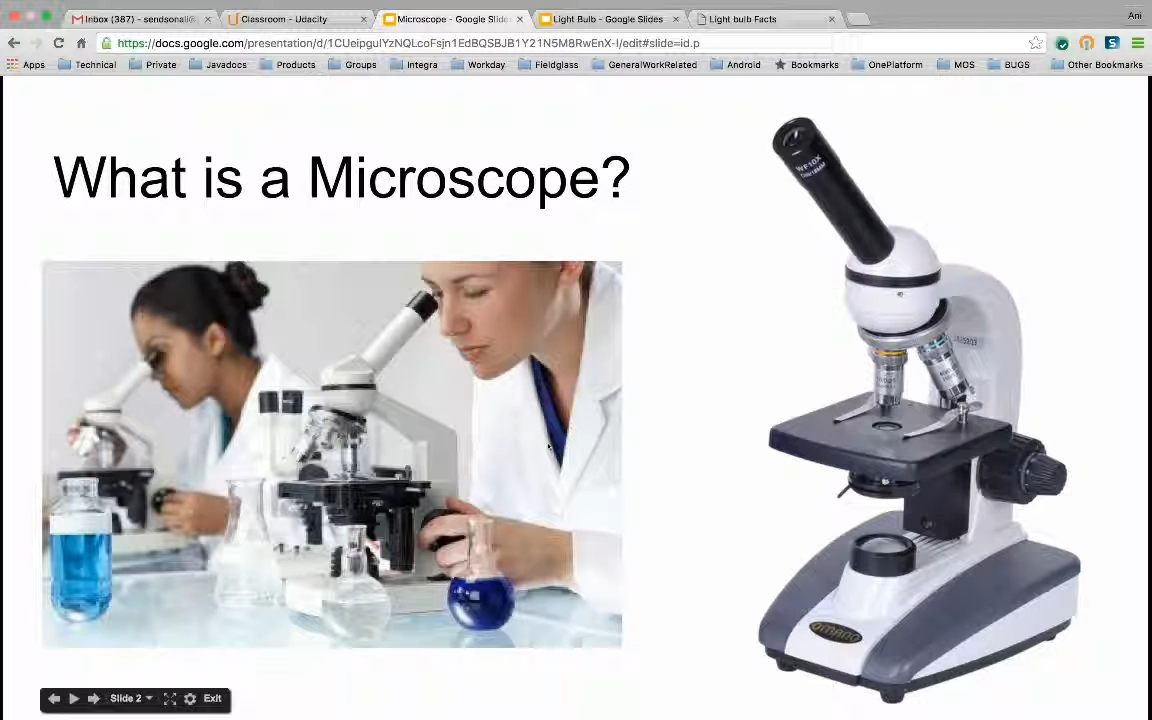 Inbox (387) - sendsonali@
Classroom - Udacity
Microscope - Google Slides
Light Bulb - Google Slides
Light bulb Facts
Ani
https://docs.google.com/presentation/d/1CUeipguIYzNQLcoFsjn1EdBQSBJB1Y21N5M8RwEnX-I/edit#slide=id.p
Apps
Technical
Private
Javadocs
Products
Groups
Integra
Workday
Fieldglass
GeneralWorkRelated
Android
Bookmarks
OnePlatform
MOS
BUGS
Other Bookmarks
What is a Microscope?
WF10X
OMANO
Slide 2
Exit